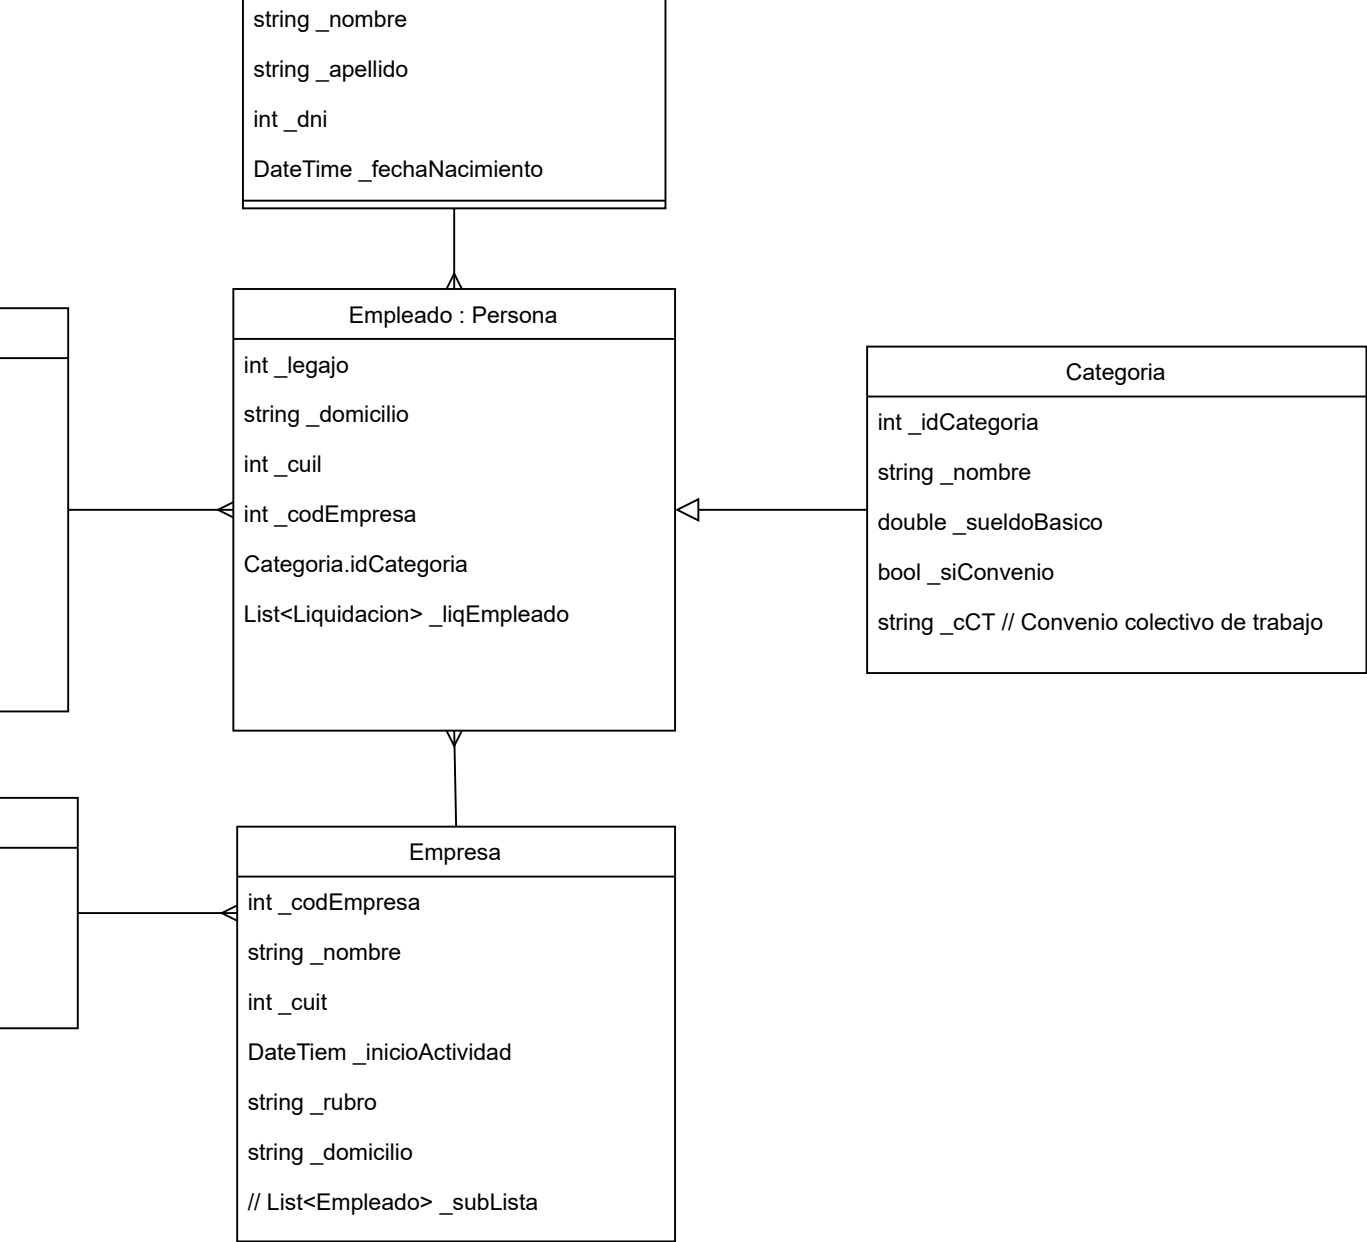 string _nombre
string _apellido
int _dni
DateTime _fechaNacimiento
Empleado : Persona
int _legajo
string _domicilio
int _cuil
int _codEmpresa
Categoria.idCategoria
List<Liquidacion> _liqEmpleado
Categoria
int _idCategoria
string _nombre
double _sueldoBasico
bool _siConvenio
string _cCT // Convenio colectivo de trabajo
Empresa
int _codEmpresa
string _nombre
int _cuit
DateTiem _inicioActividad
string _rubro
string _domicilio
// List<Empleado> _subLista